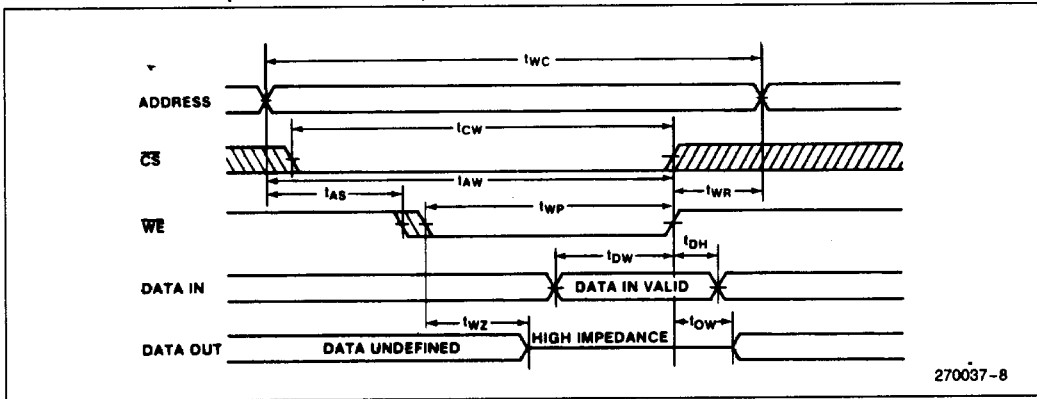 tWC
ADDRESS
tCW
CS
tAW
tAS
tWR
tWP
WE
tDW
tDH
DATA IN
DATA IN VALID
tWZ
tOW
HIGH IMPEDANCE
DATA OUT
DATA UNDEFINED
270037-8